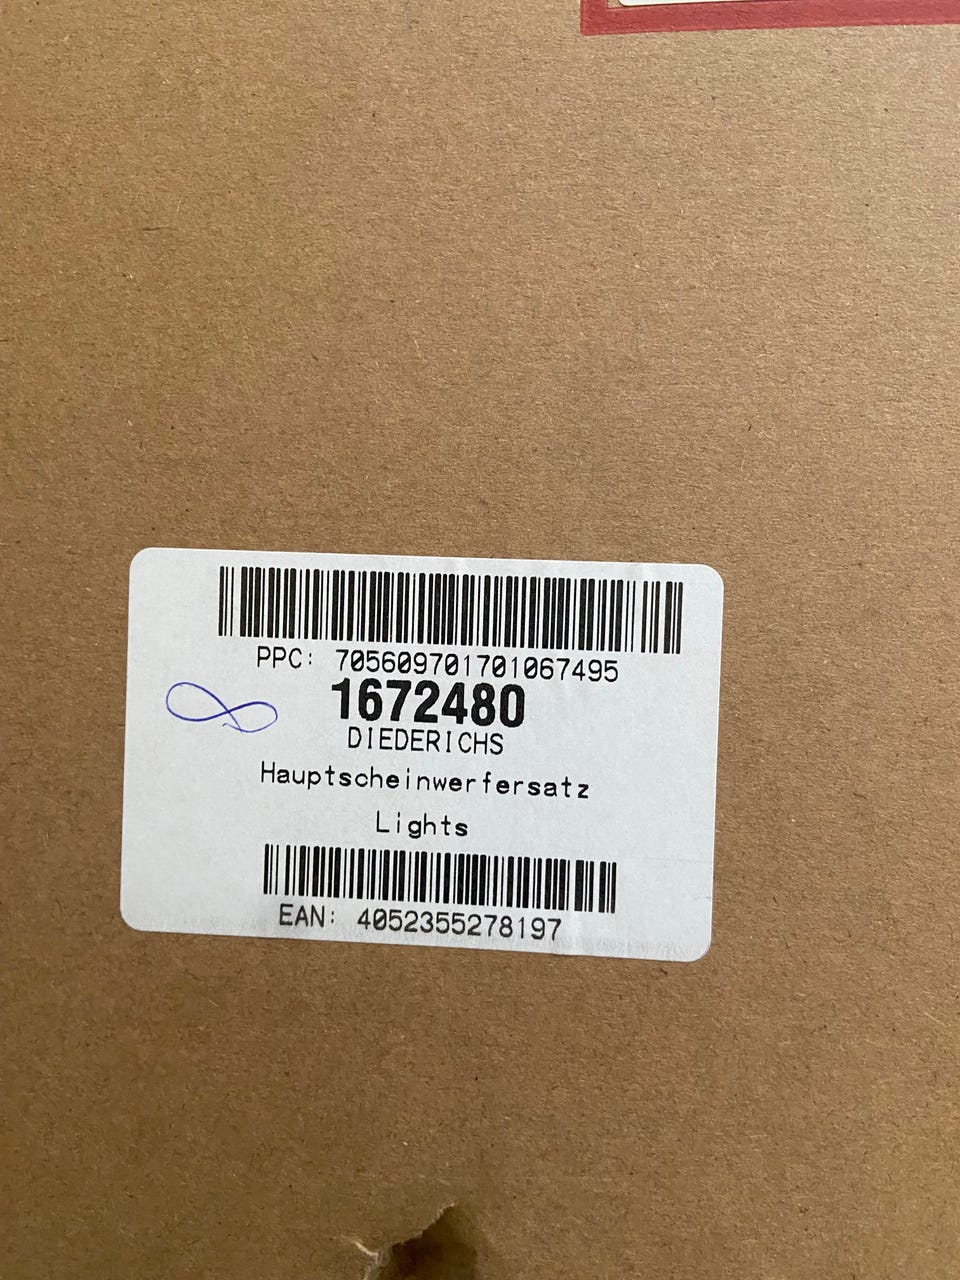 PPC: 705609701701067495
1672480
DIEDERICHS
Hauptscheinwerfersatz
Lights
EAN: 4052355278197